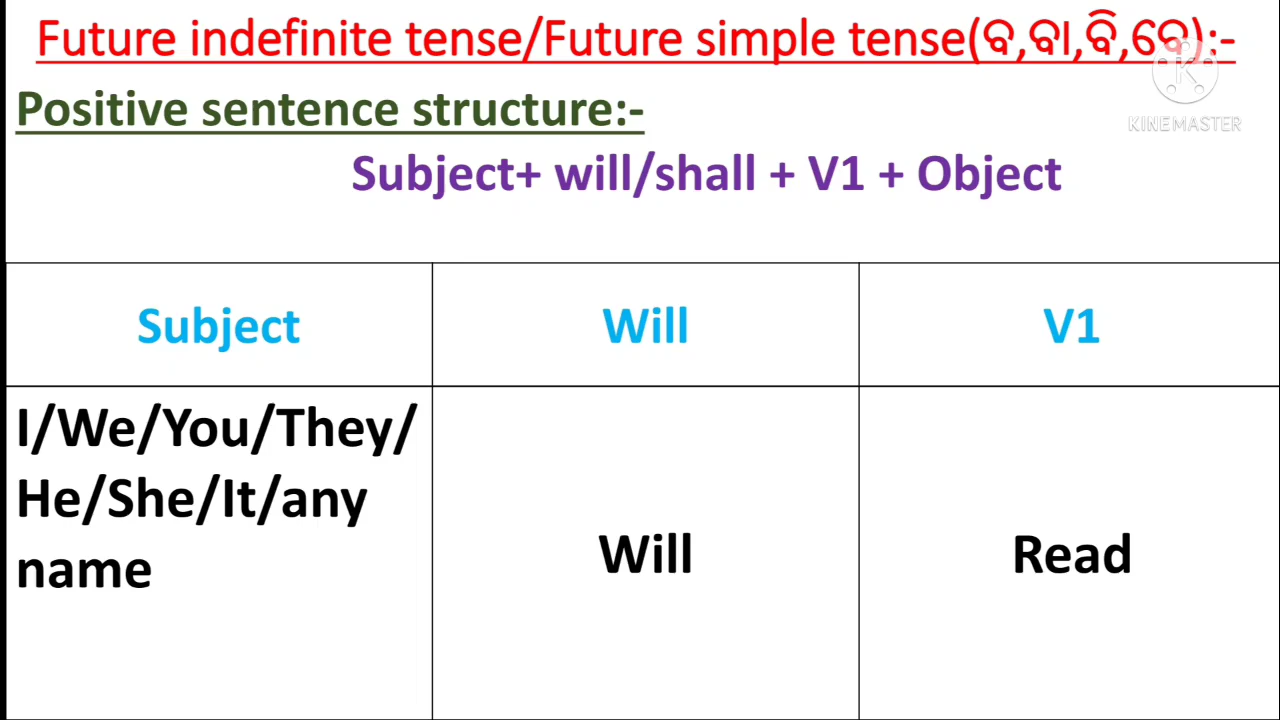 Future indefinite tense/Future simple tense(ବ,ବା,ବି,ବେ):-
Positive sentence structure:-
KINEMASTER
Subject+ will/shall + V1 + Object
Subject Will V1
I/We/You/They/
He/She/It/any
name
Will Read